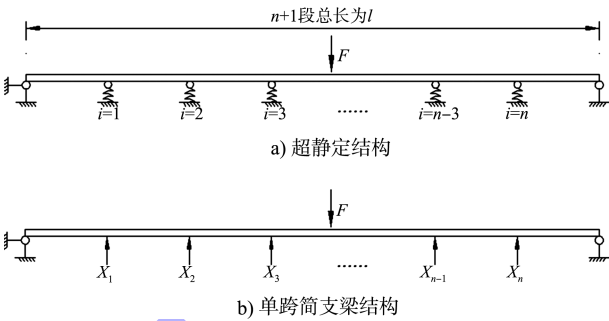 n+1段总长为l
F
i=1 i=2 i=3 ...... i=n-3 i=n
a) 超静定结构
F
X₁ X₂ X₃ ...... Xₙ₋₁ Xₙ
b) 单跨简支梁结构